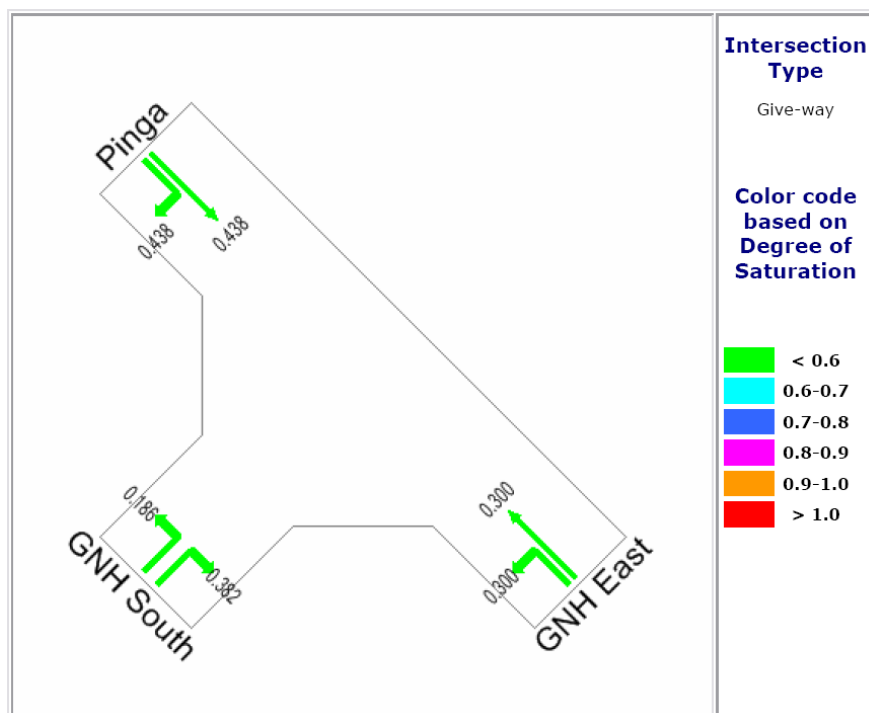 Pinga
0.438
0.438
0.186
0.382
GNH South
0.300
0.300
GNH East
Intersection
Type
Give-way
Color code
based on
Degree of
Saturation
< 0.6
0.6-0.7
0.7-0.8
0.8-0.9
0.9-1.0
> 1.0